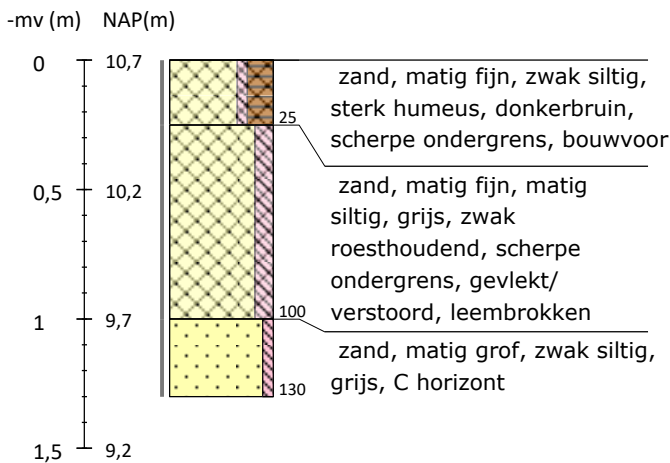 -mv (m) NAP(m)
0 10,7
zand, matig fijn, zwak siltig,
sterk humeus, donkerbruin,
scherpe ondergrens, bouwvoor
25
0,5 10,2
zand, matig fijn, matig
siltig, grijs, zwak
roesthoudend, scherpe
ondergrens, gevlekt/
verstoord, leembrokken
100
1 9,7
zand, matig grof, zwak siltig,
grijs, C horizont
130
1,5 9,2